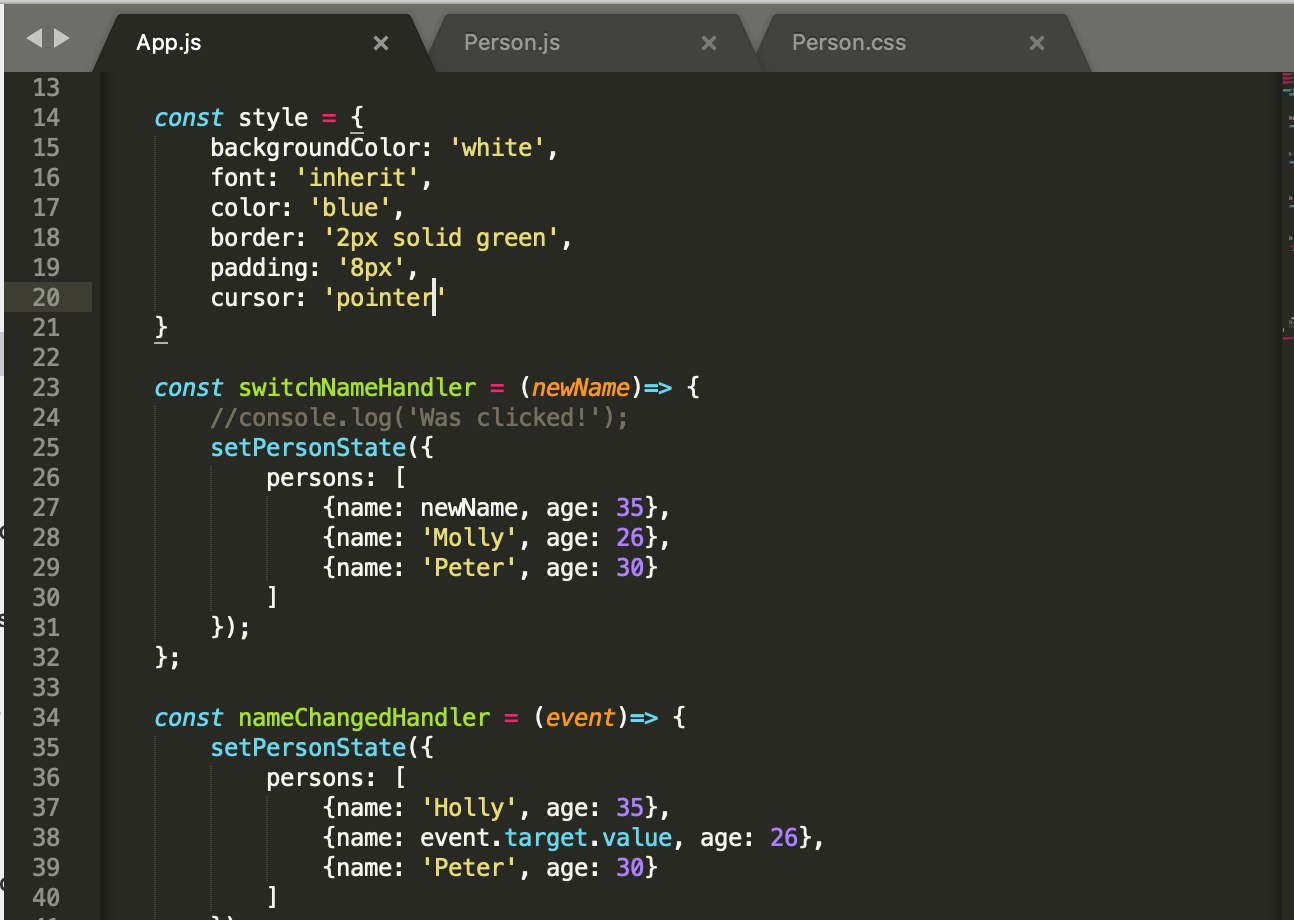 App.js × Person.js × Person.css ×
13
14 const style = {
15 backgroundColor: 'white',
16 font: 'inherit',
17 color: 'blue',
18 border: '2px solid green',
19 padding: '8px',
20 cursor: 'pointer'
21 }
22
23 const switchNameHandler = (newName)=> {
24 //console.log('Was clicked!');
25 setPersonState({
26 persons: [
27 {name: newName, age: 35},
28 {name: 'Molly', age: 26},
29 {name: 'Peter', age: 30}
30 ]
31 });
32 };
33
34 const nameChangedHandler = (event)=> {
35 setPersonState({
36 persons: [
37 {name: 'Holly', age: 35},
38 {name: event.target.value, age: 26},
39 {name: 'Peter', age: 30}
40 ]